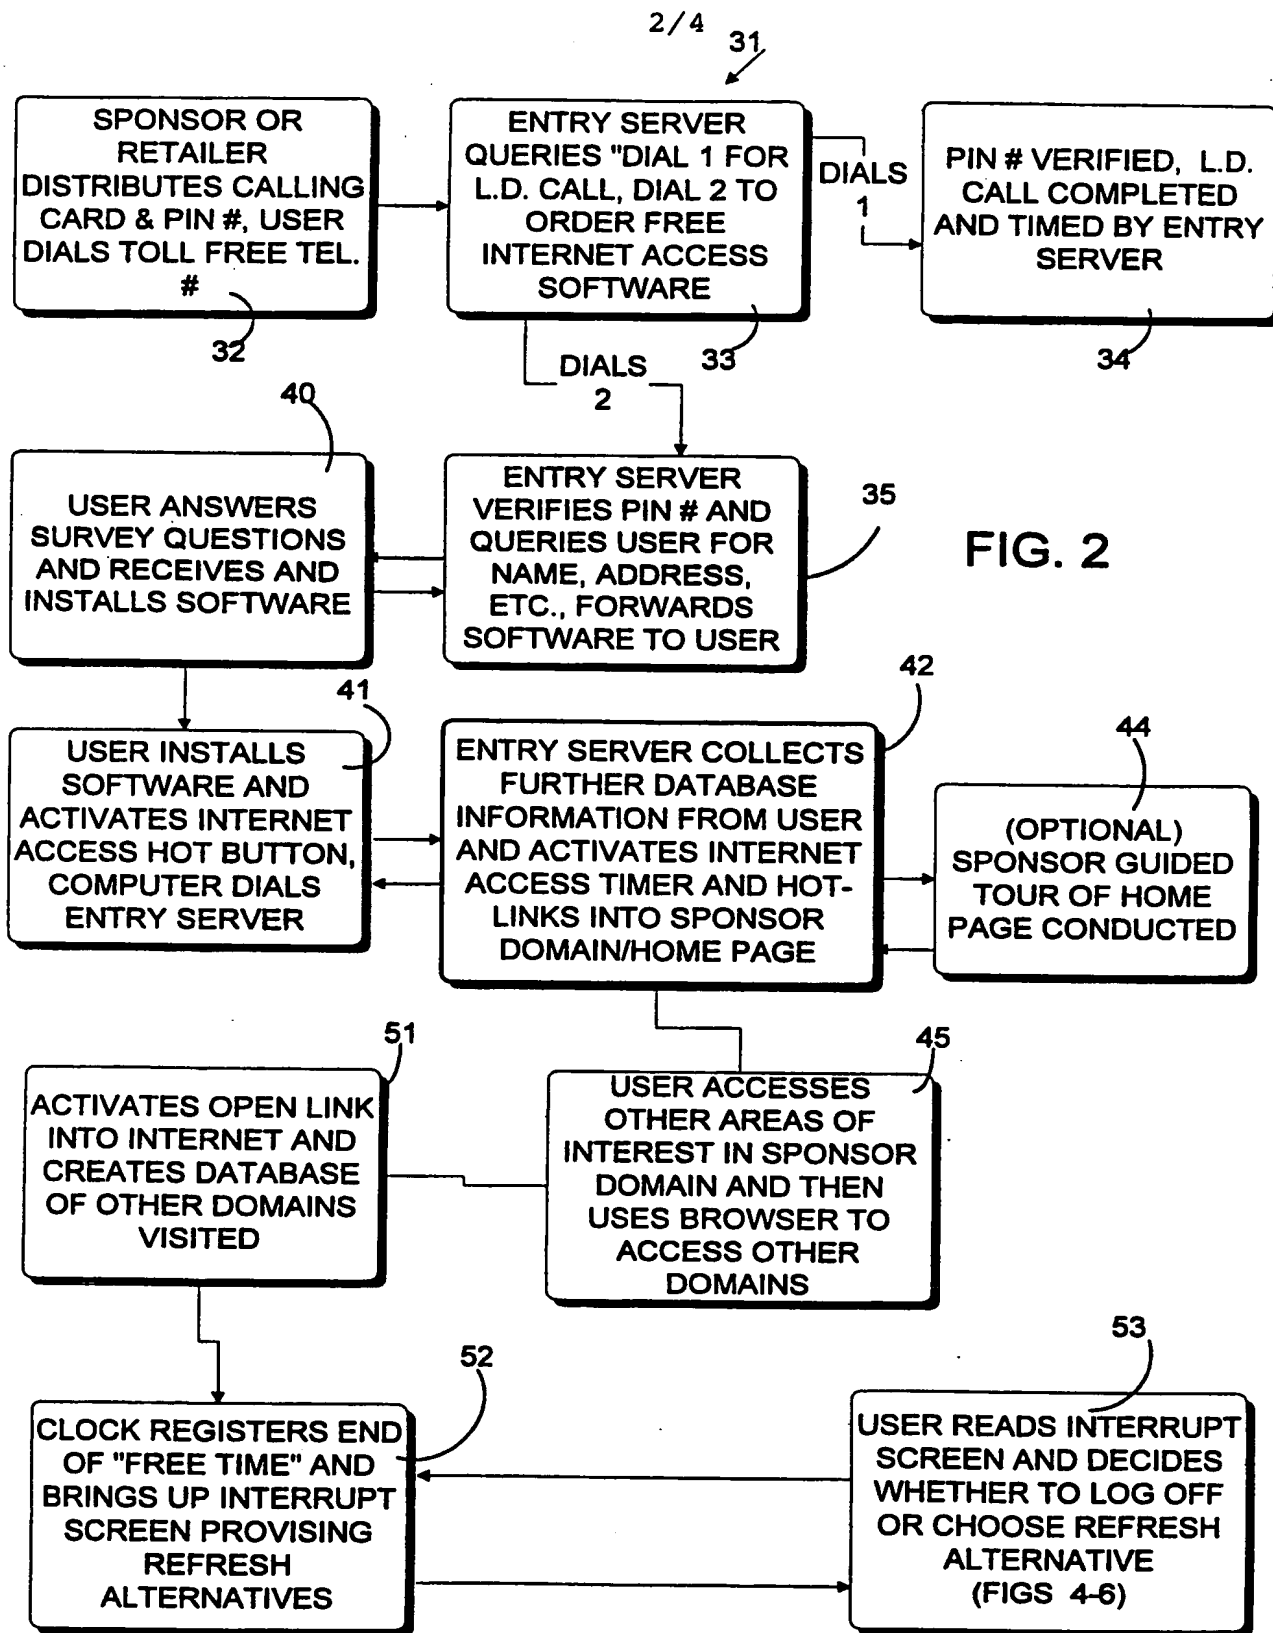 2/4
31
SPONSOR OR
RETAILER
DISTRIBUTES CALLING
CARD & PIN #, USER
DIALS TOLL FREE TEL.
#
32
ENTRY SERVER
QUERIES "DIAL 1 FOR
L.D. CALL, DIAL 2 TO
ORDER FREE
INTERNET ACCESS
SOFTWARE
33
DIALS
1
PIN # VERIFIED, L.D.
CALL COMPLETED
AND TIMED BY ENTRY
SERVER
34
DIALS
2
40
USER ANSWERS
SURVEY QUESTIONS
AND RECEIVES AND
INSTALLS SOFTWARE
ENTRY SERVER
VERIFIES PIN # AND
QUERIES USER FOR
NAME, ADDRESS,
ETC., FORWARDS
SOFTWARE TO USER
35
FIG. 2
41
USER INSTALLS
SOFTWARE AND
ACTIVATES INTERNET
ACCESS HOT BUTTON,
COMPUTER DIALS
ENTRY SERVER
42
ENTRY SERVER COLLECTS
FURTHER DATABASE
INFORMATION FROM USER
AND ACTIVATES INTERNET
ACCESS TIMER AND HOT-
LINKS INTO SPONSOR
DOMAIN/HOME PAGE
44
(OPTIONAL)
SPONSOR GUIDED
TOUR OF HOME
PAGE CONDUCTED
51
ACTIVATES OPEN LINK
INTO INTERNET AND
CREATES DATABASE
OF OTHER DOMAINS
VISITED
45
USER ACCESSES
OTHER AREAS OF
INTEREST IN SPONSOR
DOMAIN AND THEN
USES BROWSER TO
ACCESS OTHER
DOMAINS
52
CLOCK REGISTERS END
OF "FREE TIME" AND
BRINGS UP INTERRUPT
SCREEN PROVISING
REFRESH
ALTERNATIVES
53
USER READS INTERRUPT
SCREEN AND DECIDES
WHETHER TO LOG OFF
OR CHOOSE REFRESH
ALTERNATIVE
(FIGS 4-6)